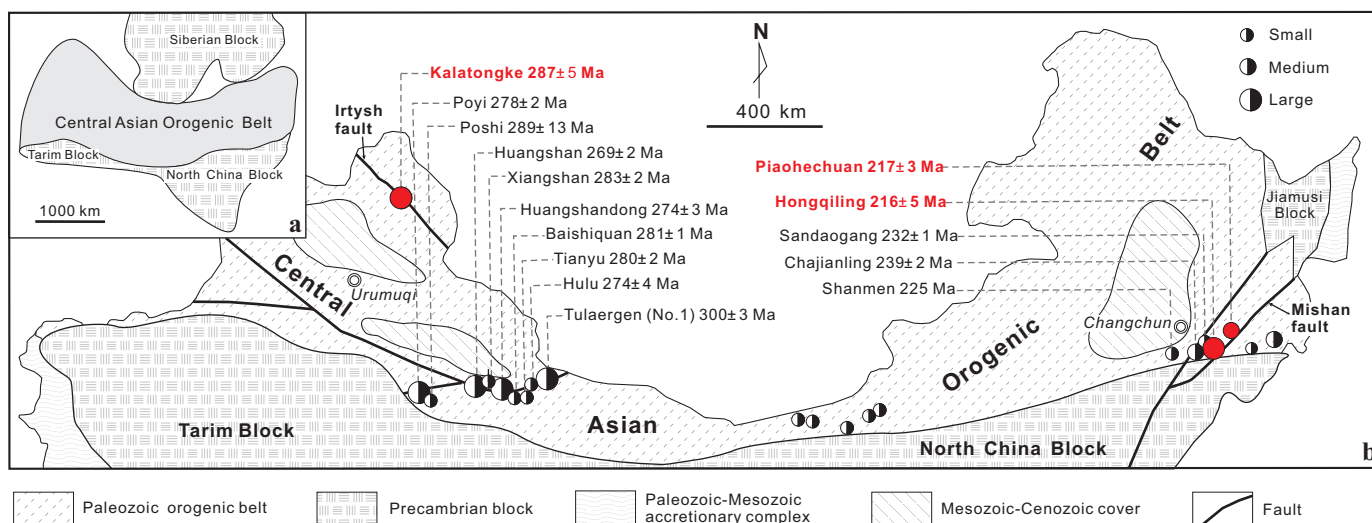 Siberian Block
Central Asian Orogenic Belt
Tarim Block
North China Block
1000 km
a
N
400 km
Small
Medium
Large
Kalatongke 287± 5 Ma
Poyi 278± 2 Ma
Poshi 289± 13 Ma
Huangshan 269± 2 Ma
Xiangshan 283± 2 Ma
Huangshandong 274± 3 Ma
Baishiquan 281± 1 Ma
Tianyu 280± 2 Ma
Hulu 274± 4 Ma
Tulaergen (No.1) 300± 3 Ma
Irtysh
fault
Piaohechuan 217± 3 Ma
Hongqiling 216± 5 Ma
Sandaogang 232± 1 Ma
Chajianling 239± 2 Ma
Shanmen 225 Ma
Belt
Jiamusi
Block
Mishan
fault
Changchun
Central
Urumuqi
Orogenic
Asian
Tarim Block
North China Block
b
Paleozoic orogenic belt
Precambrian block
Paleozoic-Mesozoic
accretionary complex
Mesozoic-Cenozoic cover
Fault